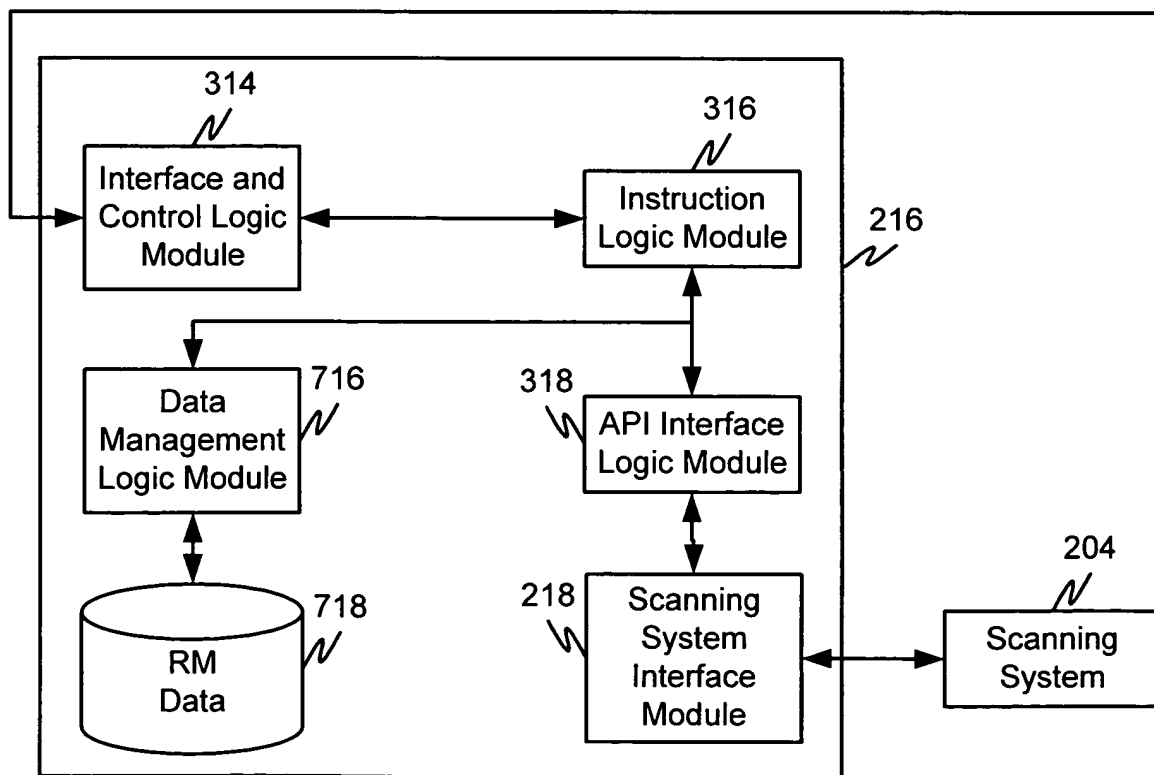 314
Interface and
Control Logic
Module
316
Instruction
Logic Module
216
716
Data
Management
Logic Module
318
API Interface
Logic Module
718
RM
Data
218
Scanning
System
Interface
Module
204
Scanning
System